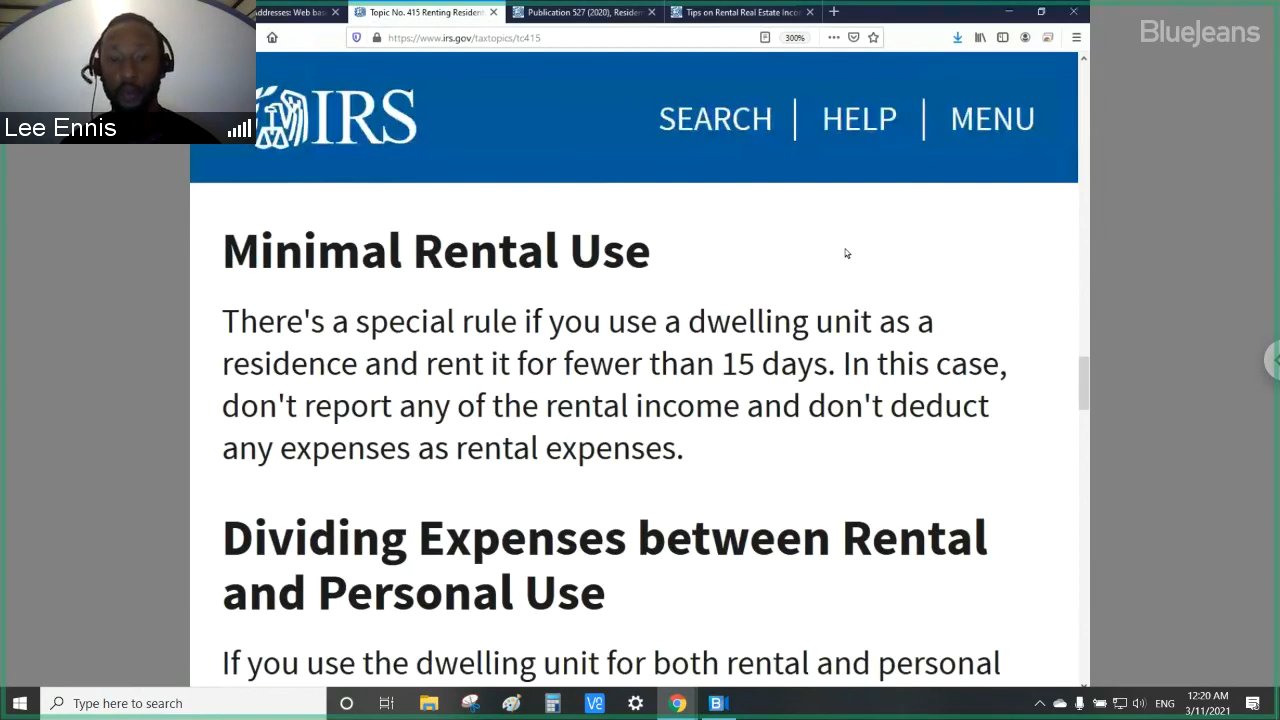 ddresses: Web bas
Topic No. 415 Renting Residen
Publication 527 (2020), Residen
Tips on Rental Real Estate Incom
BlueJeans
https://www.irs.gov/taxtopics/tc415
300%
Lee Ennis
IRS
SEARCH
HELP
MENU
Minimal Rental Use
There's a special rule if you use a dwelling unit as a
residence and rent it for fewer than 15 days. In this case,
don't report any of the rental income and don't deduct
any expenses as rental expenses.
Dividing Expenses between Rental
and Personal Use
If you use the dwelling unit for both rental and personal
Type here to search
ENG
12:20 AM
3/11/2021